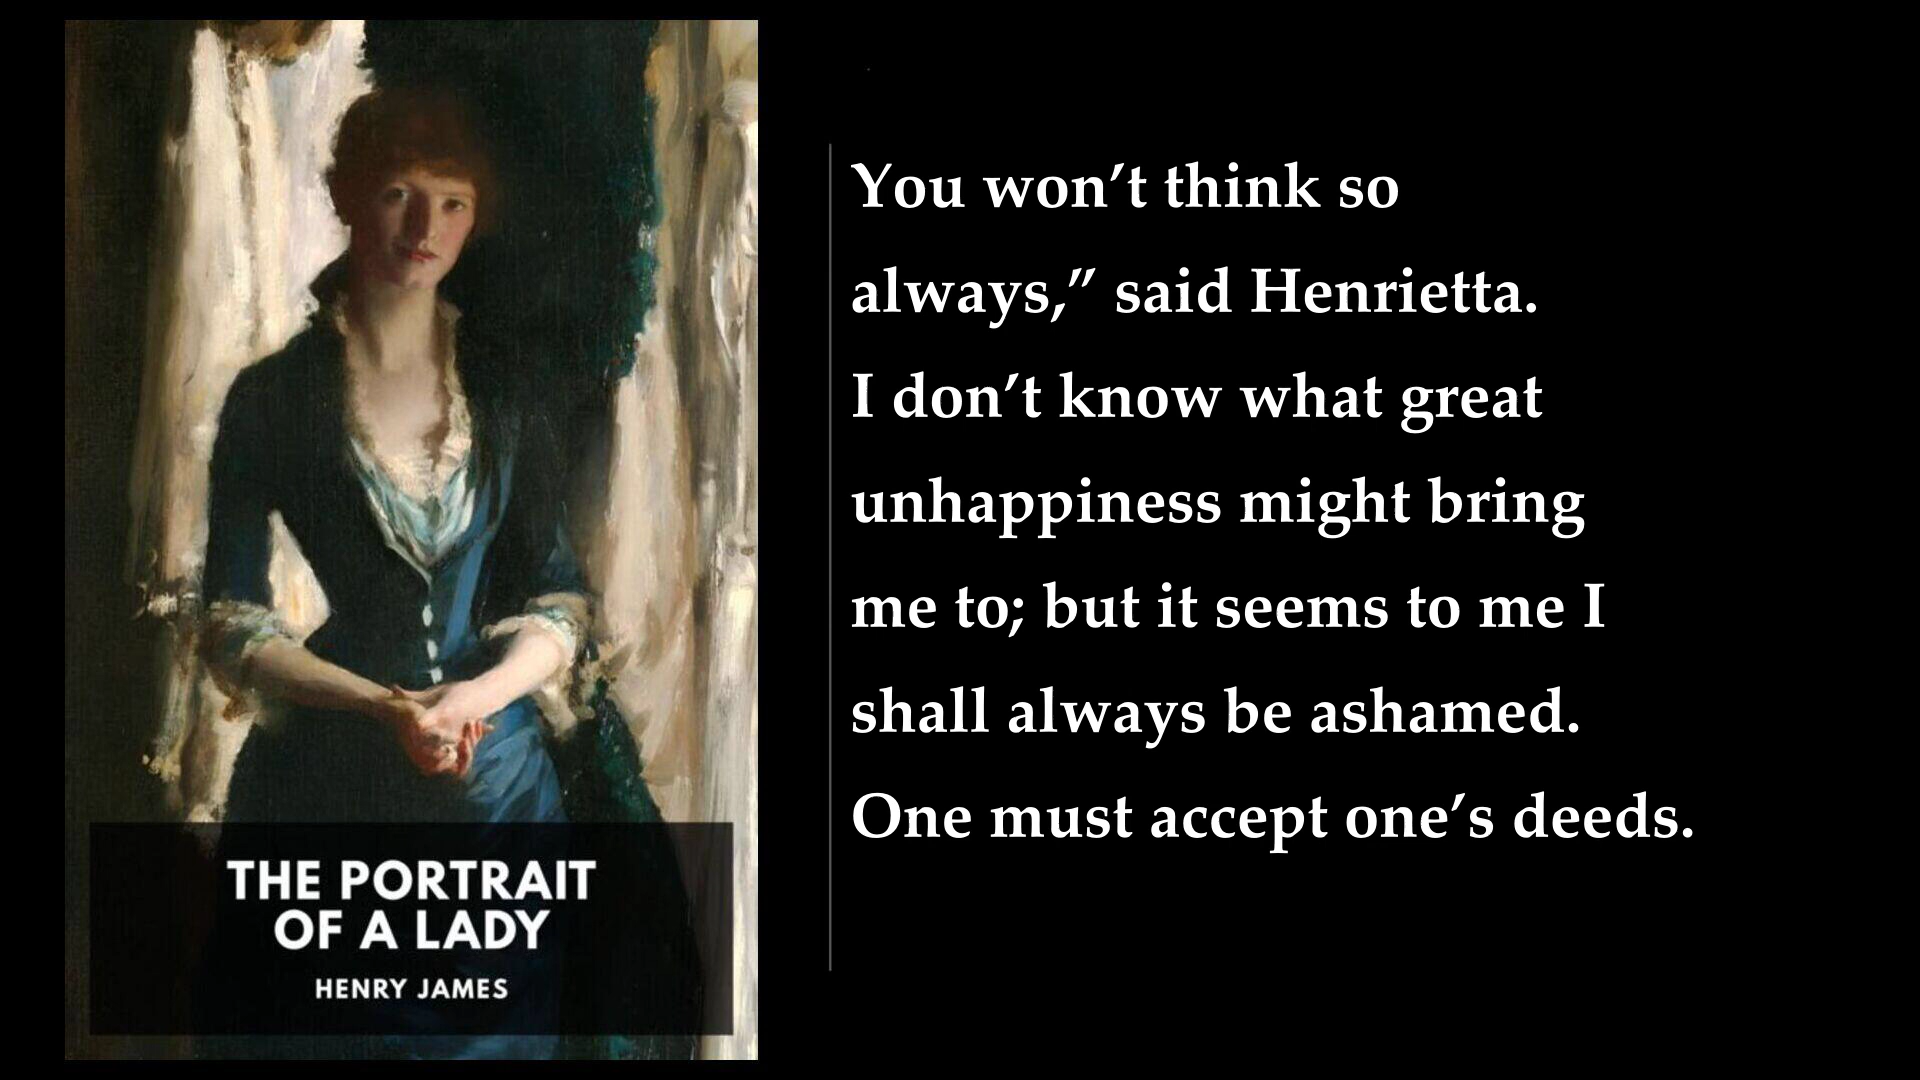 THE PORTRAIT
OF A LADY
HENRY JAMES
You won’t think so
always,” said Henrietta.
I don’t know what great
unhappiness might bring
me to; but it seems to me I
shall always be ashamed.
One must accept one’s deeds.